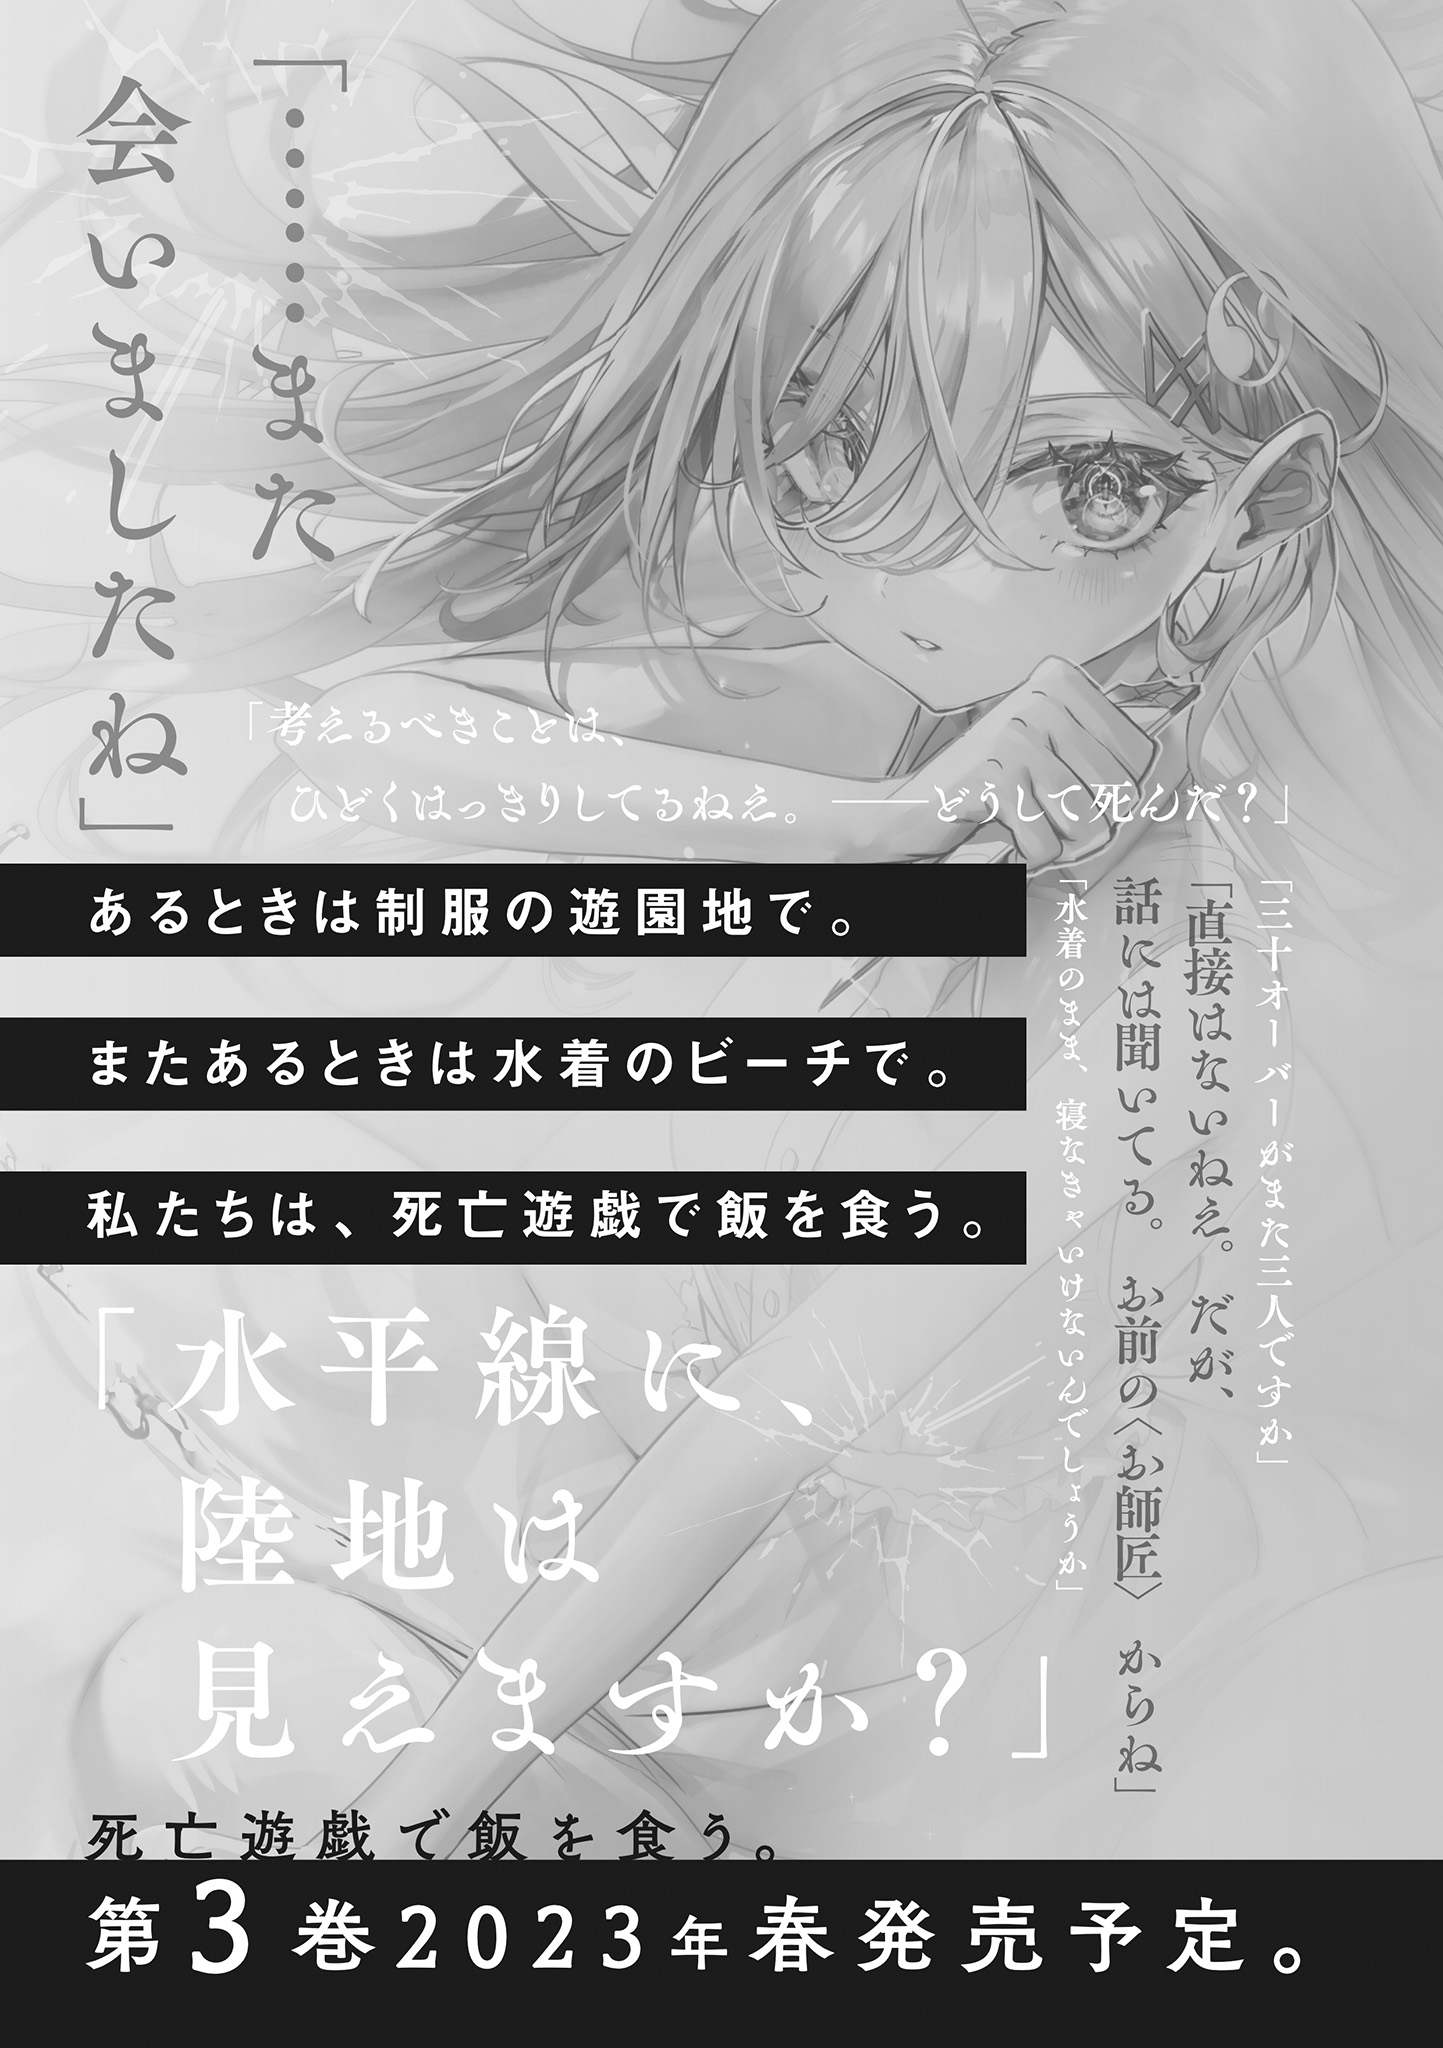 「……また
会いましたね」
「考えるべきことは、
ひどくはっきりしてるねえ。――どうして死んだ？」
「三十オーバーがまた三人ですか」
「直接はないねえ。だが、
話には聞いてる。お前の〈お師匠〉からね」
「水着のまま、寝なきゃいけないんでしょうか」
あるときは制服の遊園地で。
またあるときは水着のビーチで。
私たちは、死亡遊戯で飯を食う。
「水平線に、
陸地は
見えますか？」
死亡遊戯で飯を食う。
第3巻2023年春発売予定。